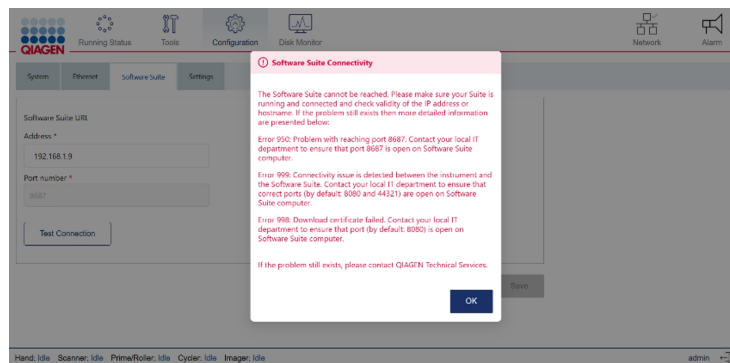 QIAGEN
Running Status
Tools
Configuration
Disk Monitor
Network
Alarm
System
Ethernet
Software Suite
Settings
Software Suite Connectivity
The Software Suite cannot be reached. Please make sure your Suite is
running and connected and check validity of the IP address or
hostname. If the problem still exists then more detailed information
are presented below:
Error 950: Problem with reaching port 8687. Contact your local IT
department to ensure that port 8687 is open on Software Suite
computer.
Error 999: Connectivity issue is detected between the instrument and
the Software Suite. Contact your local IT department to ensure that
correct ports (by default: 8080 and 44321) are open on Software
Suite computer.
Error 998: Download certificate failed. Contact your local IT
department to ensure that port (by default: 8080) is open on
Software Suite computer.
If the problem still exists, please contact QIAGEN Technical Services.
OK
Software Suite URL
Address *
192.168.1.9
Port number *
8687
Test Connection
Save
Hand: Idle Scanner: Idle Prime/Roller: Idle Cycler: Idle Imager: Idle
admin